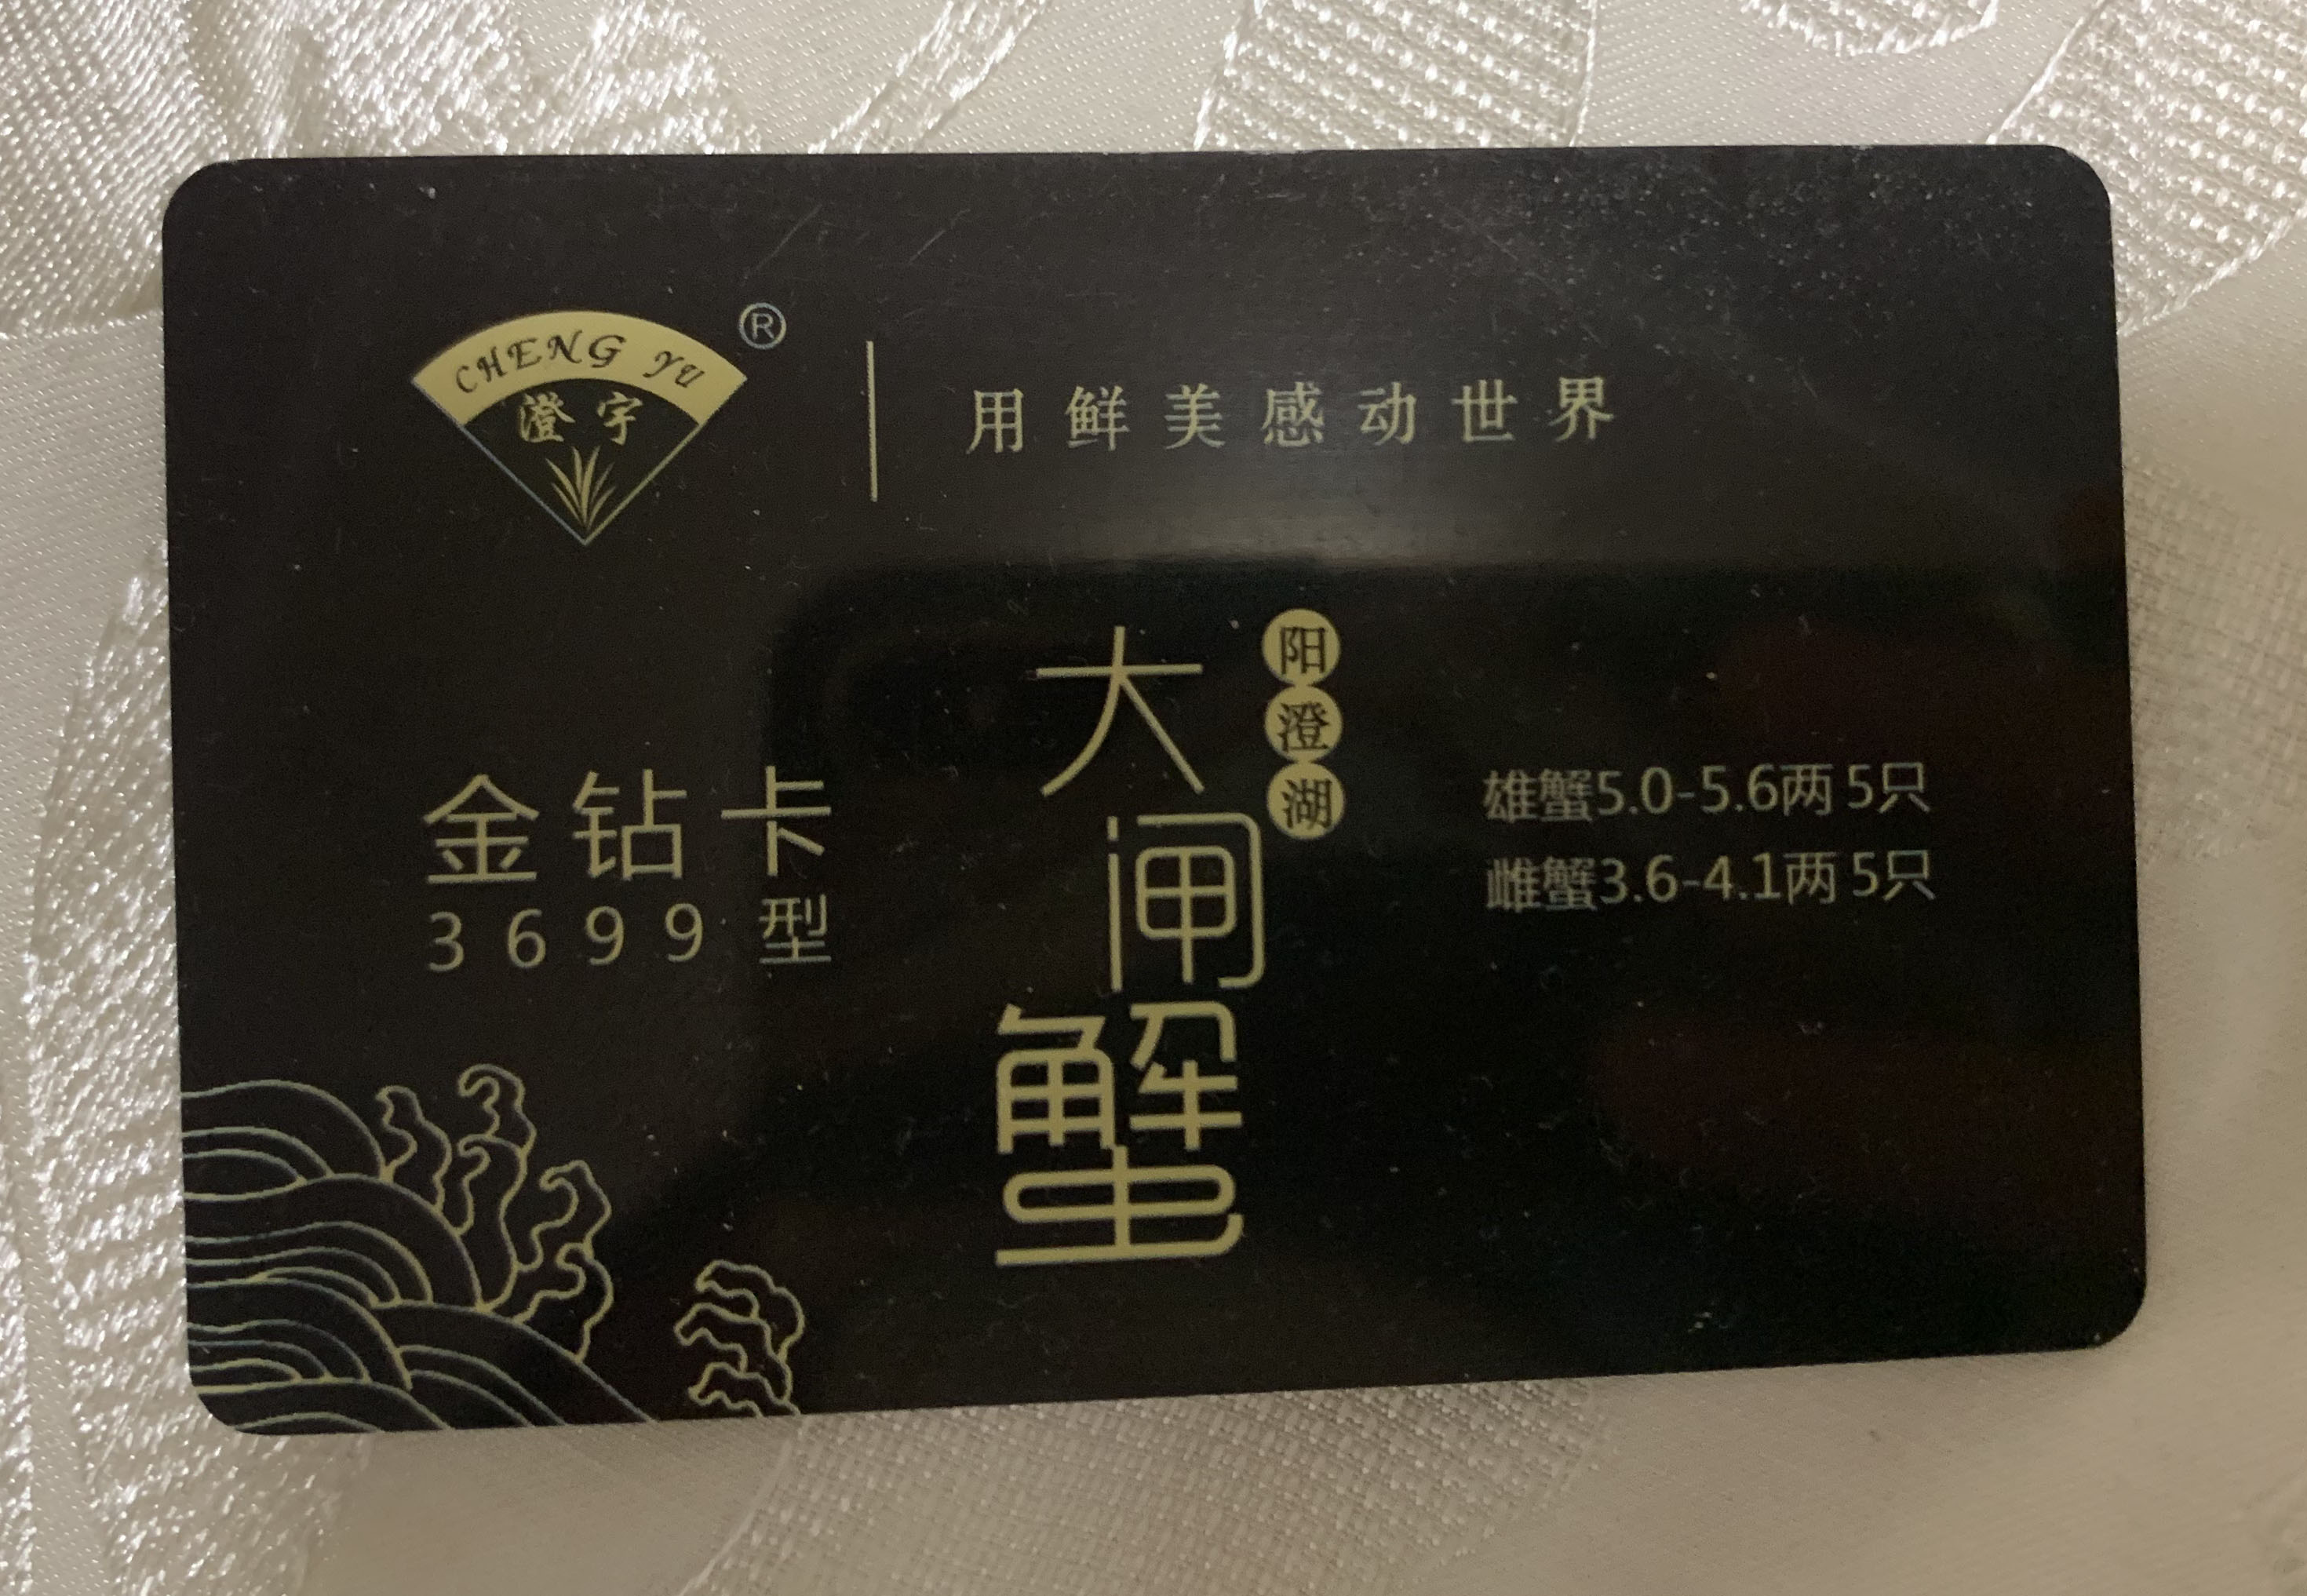 CHENG YU
®
澄宇
用鲜美感动世界
阳澄湖
大闸蟹
金钻卡
3699型
雄蟹5.0-5.6两 5只
雌蟹3.6-4.1两 5只